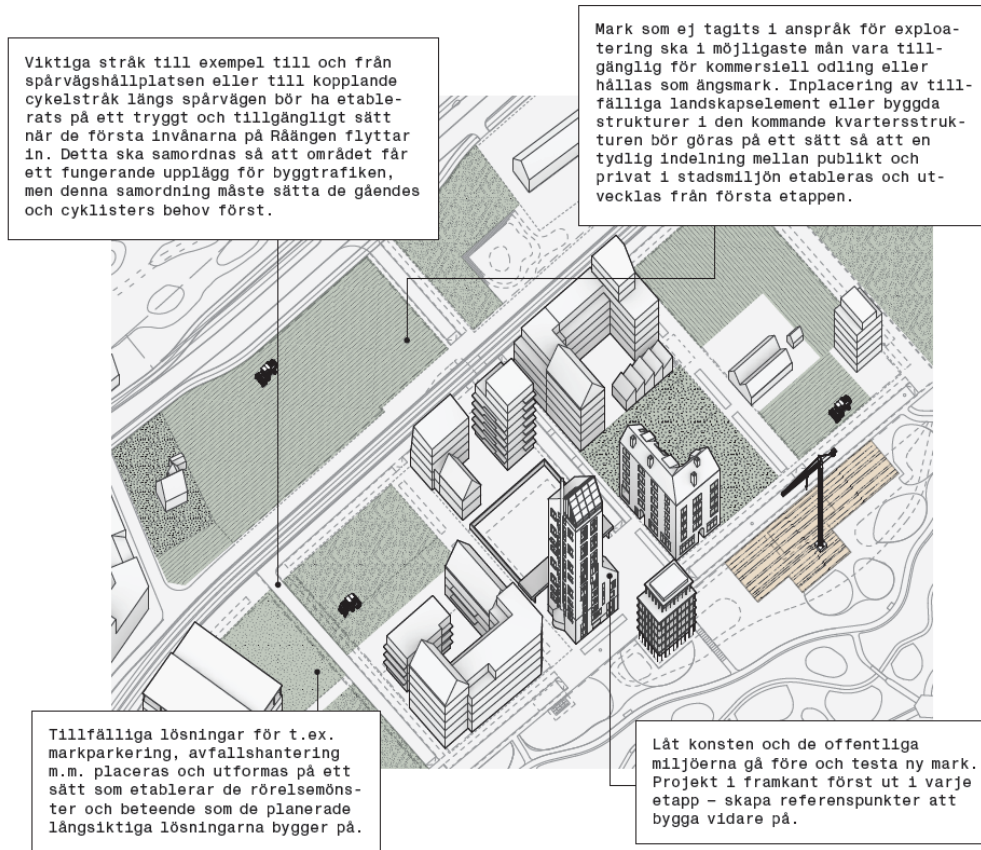 Viktiga stråk till exempel till och från
spårvägshållplatsen eller till kopplande
cykelstråk längs spårvägen bör ha etable-
rats på ett tryggt och tillgängligt sätt
när de första invånarna på Råängen flyttar
in. Detta ska samordnas så att området får
ett fungerande upplägg för byggtrafiken,
men denna samordning måste sätta de gåendes
och cyklisters behov först.
Mark som ej tagits i anspråk för exploa-
tering ska i möjligaste mån vara till-
gänglig för kommersiell odling eller
hållas som ängsmark. Inplacering av till-
fälliga landskapselement eller byggda
strukturer i den kommande kvartersstruk-
turen bör göras på ett sätt så att en
tydlig indelning mellan publikt och
privat i stadsmiljön etableras och ut-
vecklas från första etappen.
Tillfälliga lösningar för t.ex.
markparkering, avfallshantering
m.m. placeras och utformas på ett
sätt som etablerar de rörelsemöns-
ter och beteende som de planerade
långsiktiga lösningarna bygger på.
Låt konsten och de offentliga
miljöerna gå före och testa ny mark.
Projekt i framkant först ut i varje
etapp – skapa referenspunkter att
bygga vidare på.